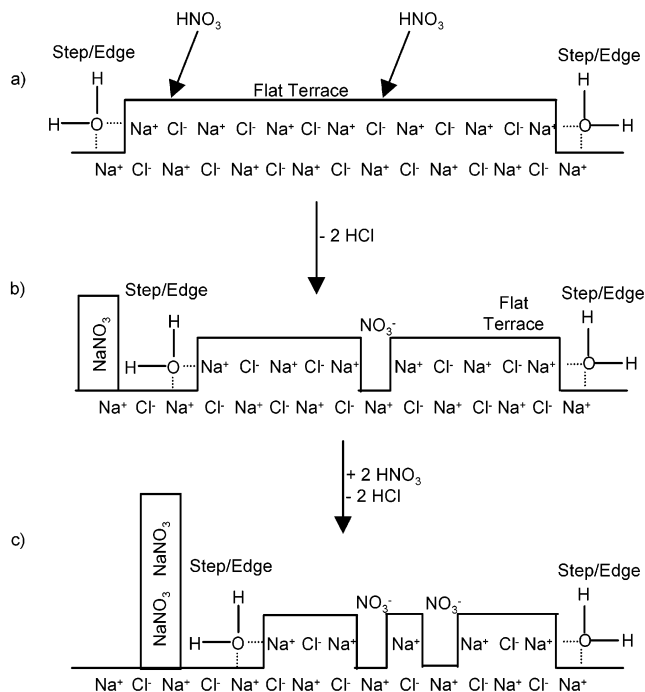 HNO₃ HNO₃
Step/Edge Step/Edge
a)
H H
Flat Terrace
H O Na⁺ Cl⁻ Na⁺ Cl⁻ Na⁺ Cl⁻ Na⁺ Cl⁻ Na⁺ Cl⁻ Na⁺ Cl⁻ Na⁺ O H
Na⁺ Cl⁻ Na⁺ Cl⁻ Na⁺ Cl⁻ Na⁺ Cl⁻ Na⁺ Cl⁻ Na⁺ Cl⁻ Na⁺ Cl⁻ Na⁺
- 2 HCl
b)
Step/Edge Step/Edge
Flat
Terrace
NaNO₃
H NO₃⁻ H
H O Na⁺ Cl⁻ Na⁺ Cl⁻ Na⁺ Na⁺ Cl⁻ Na⁺ Cl⁻ Na⁺ O H
Na⁺ Cl⁻ Na⁺ Cl⁻ Na⁺ Cl⁻ Na⁺ Cl⁻ Na⁺ Cl⁻ Na⁺ Cl⁻ Na⁺ Cl⁻ Na⁺
+ 2 HNO₃
- 2 HCl
c)
NaNO₃ NaNO₃
Step/Edge Step/Edge
H NO₃⁻ NO₃⁻ H
H O Na⁺ Cl⁻ Na⁺ Na⁺ Na⁺ Cl⁻ Na⁺ O H
Na⁺ Cl⁻ Na⁺ Cl⁻ Na⁺ Cl⁻ Na⁺ Cl⁻ Na⁺ Cl⁻ Na⁺ Cl⁻ Na⁺ Cl⁻ Na⁺